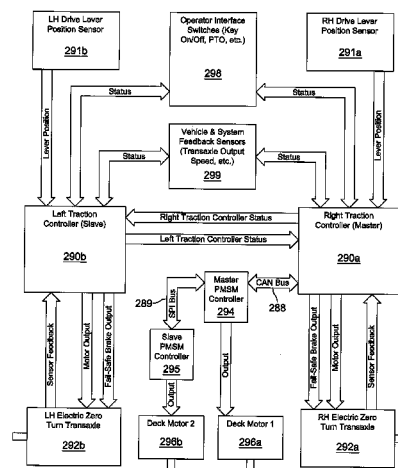 LH Drive Lever
Position Sensor
291b
Operator Interface
Switches (Key
On/Off, PTO, etc.)
298
RH Drive Lever
Position Sensor
291a
Lever Position
Status
Status
Lever Position
Vehicle & System
Feedback Sensors
(Transaxle Output
Speed, etc.)
299
Status
Status
Left Traction
Controller (Slave)
290b
Right Traction Controller Status
Left Traction Controller Status
Right Traction
Controller (Master)
290a
289
SPI Bus
Master
PMSM
Controller
294
CAN Bus
288
Slave
PMSM
Controller
295
Sensor Feedback
Motor Output
Fail-Safe Brake Output
Output
Output
Fail-Safe Brake Output
Motor Output
Sensor Feedback
LH Electric Zero
Turn Transaxle
292b
Deck Motor 2
296b
Deck Motor 1
296a
RH Electric Zero
Turn Transaxle
292a